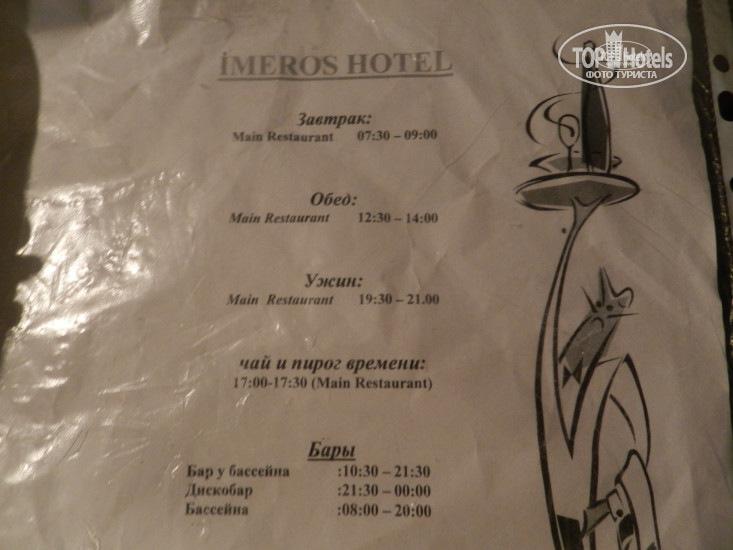 TOP Hotels
ФОТО ТУРИСТА
İMEROS HOTEL
Завтрак:
Main Restaurant 07:30 – 09:00
Обед:
Main Restaurant 12:30 – 14:00
Ужин:
Main Restaurant 19:30 – 21.00
чай и пирог времени:
17:00-17:30 (Main Restaurant)
Бары
Бар у бассейна :10:30 – 21:30
Дискобар :21:30 – 00:00
Бассейна :08:00 – 20:00